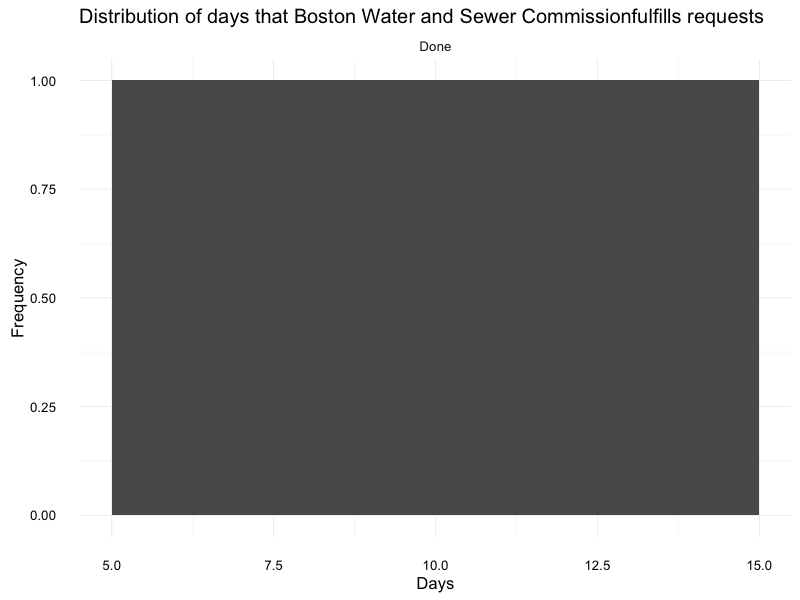 Distribution of days that Boston Water and Sewer Commissionfulfills requests
Done
1.00
0.75
0.50
0.25
0.00
Frequency
5.0 7.5 10.0 12.5 15.0
Days